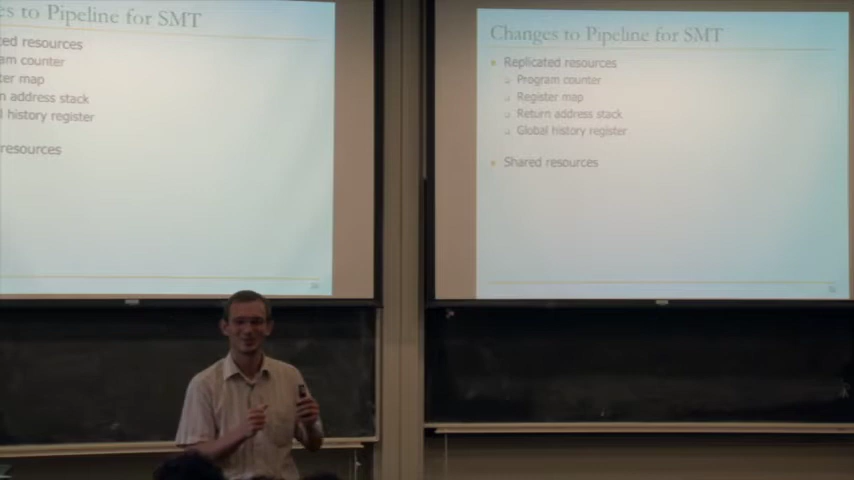 es to Pipeline for SMT
ted resources
am counter
ter map
n address stack
l history register
resources
Changes to Pipeline for SMT
Replicated resources
Program counter
Register map
Return address stack
Global history register
Shared resources